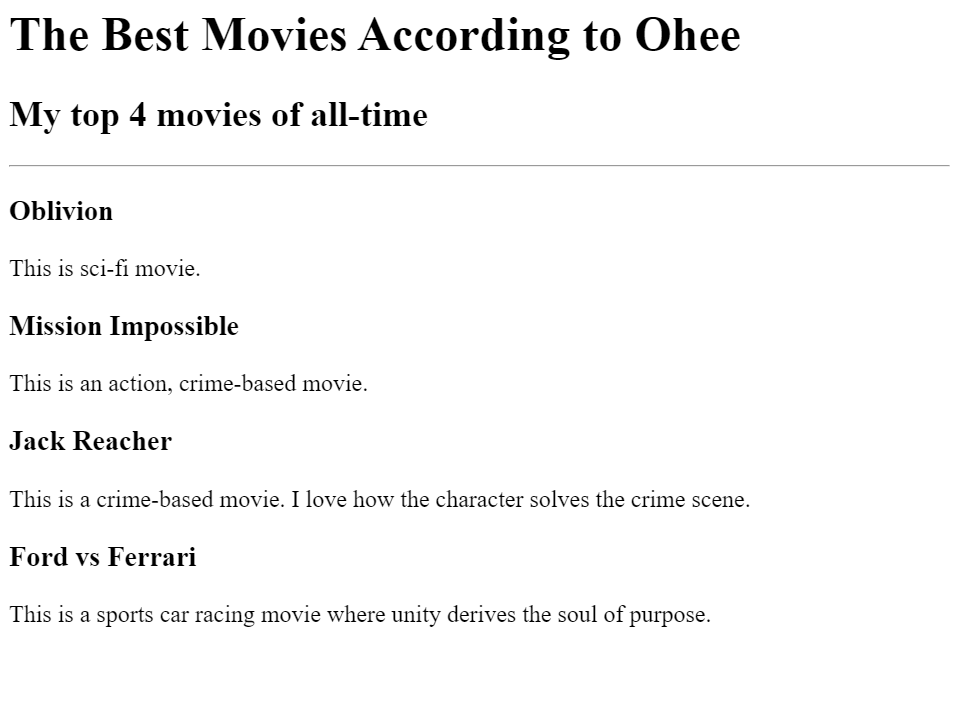 The Best Movies According to Ohee
My top 4 movies of all-time
Oblivion
This is sci-fi movie.
Mission Impossible
This is an action, crime-based movie.
Jack Reacher
This is a crime-based movie. I love how the character solves the crime scene.
Ford vs Ferrari
This is a sports car racing movie where unity derives the soul of purpose.